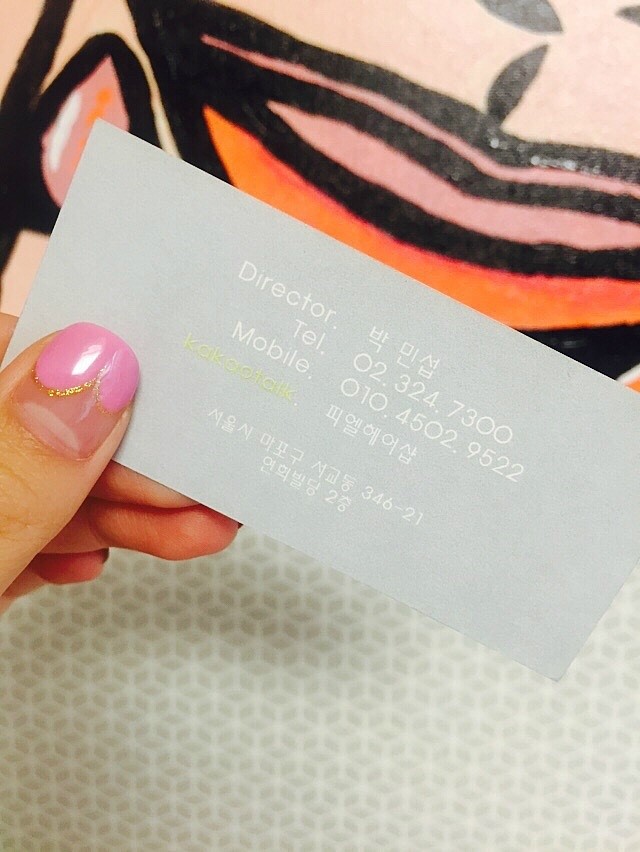 Director. 박 민섭
Tel. 02. 324. 7300
Mobile 010. 4502. 9522
kakaotalk. 피엘헤어샵
서울시 마포구 서교동 346-21
연화빌딩 2층